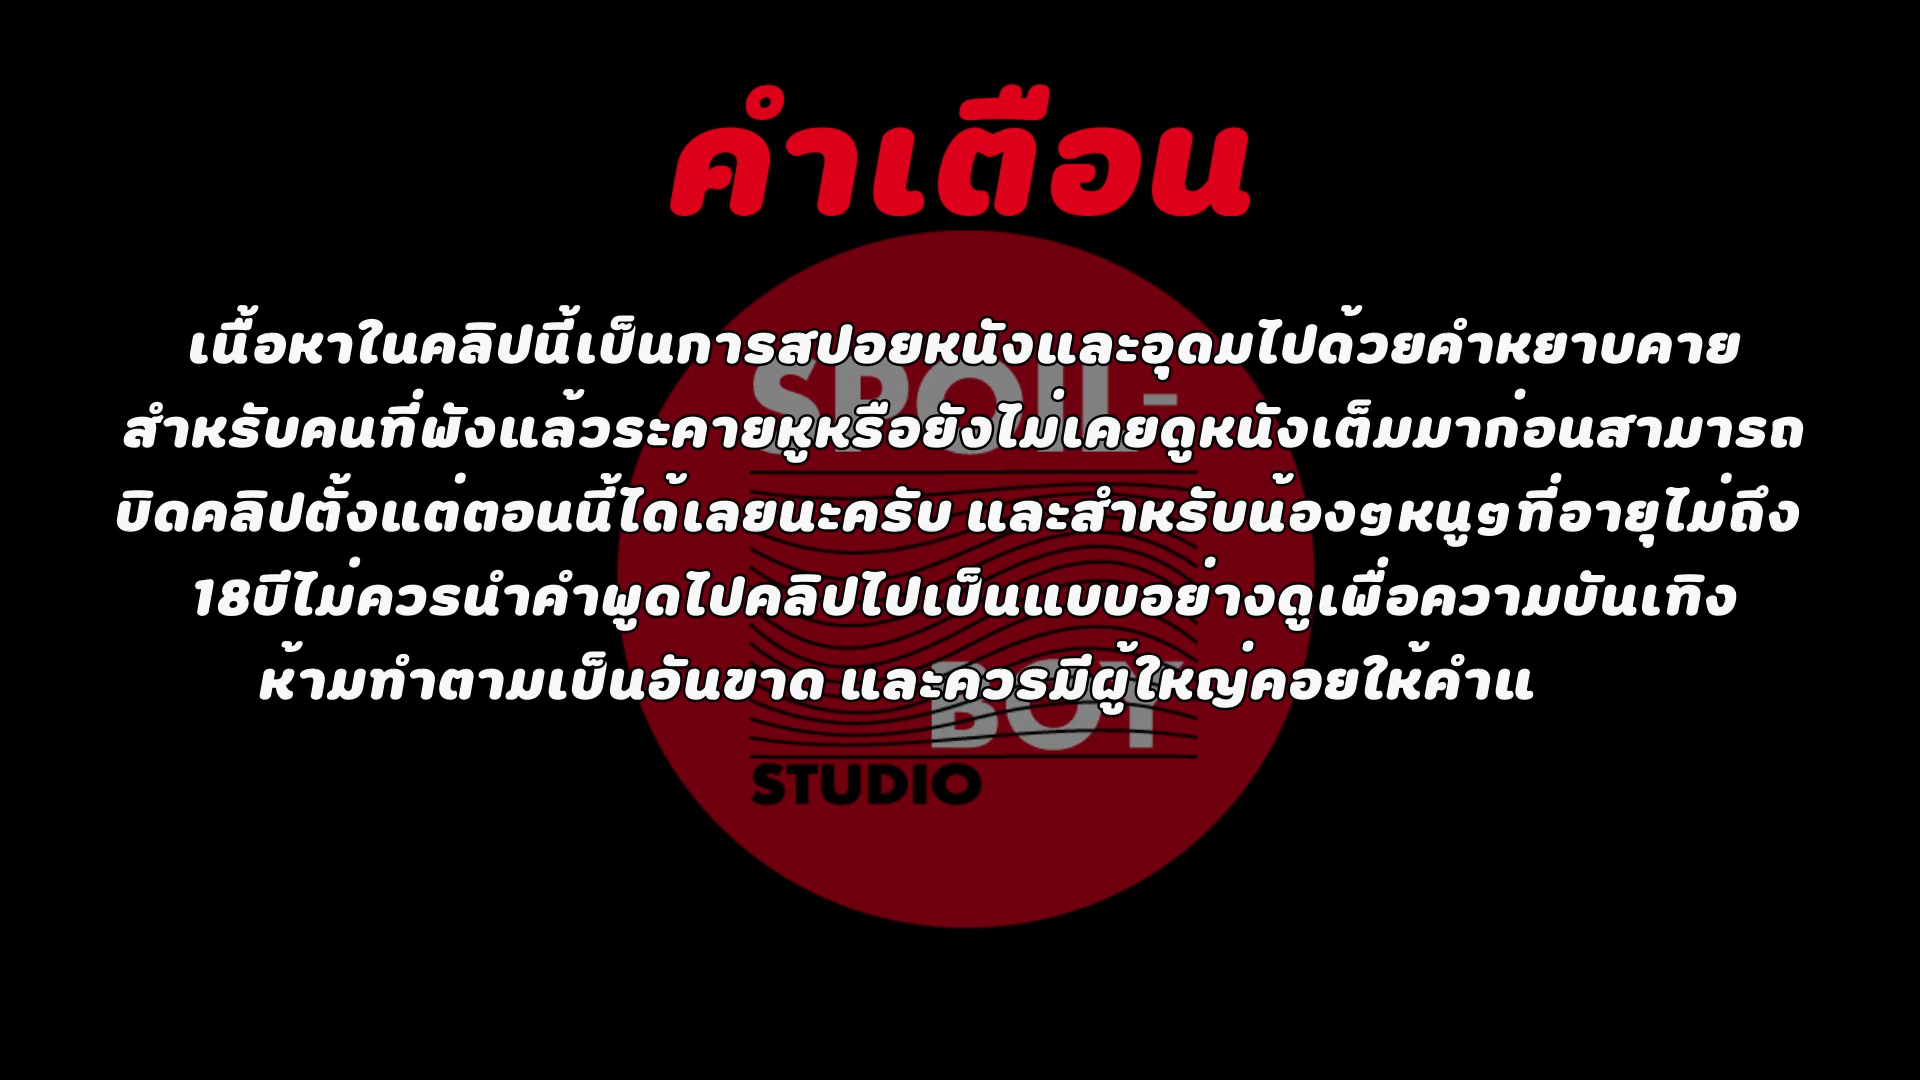 คำเตือน
เนื้อหาในคลิปนี้เป็นการสปอยหนังและอุดมไปด้วยคำหยาบคาย
สำหรับคนที่ฟังแล้วระคายหูหรือยังไม่เคยดูหนังเต็มมาก่อนสามารถ
ปิดคลิปตั้งแต่ตอนนี้ได้เลยนะครับ และสำหรับน้องๆหนูๆที่อายุไม่ถึง
18ปีไม่ควรนำคำพูดไปคลิปไปเป็นแบบอย่างดูเพื่อความบันเทิง
ห้ามทำตามเป็นอันขาด และควรมีผู้ใหญ่คอยให้คำแ
SPOIL-
BOY
STUDIO